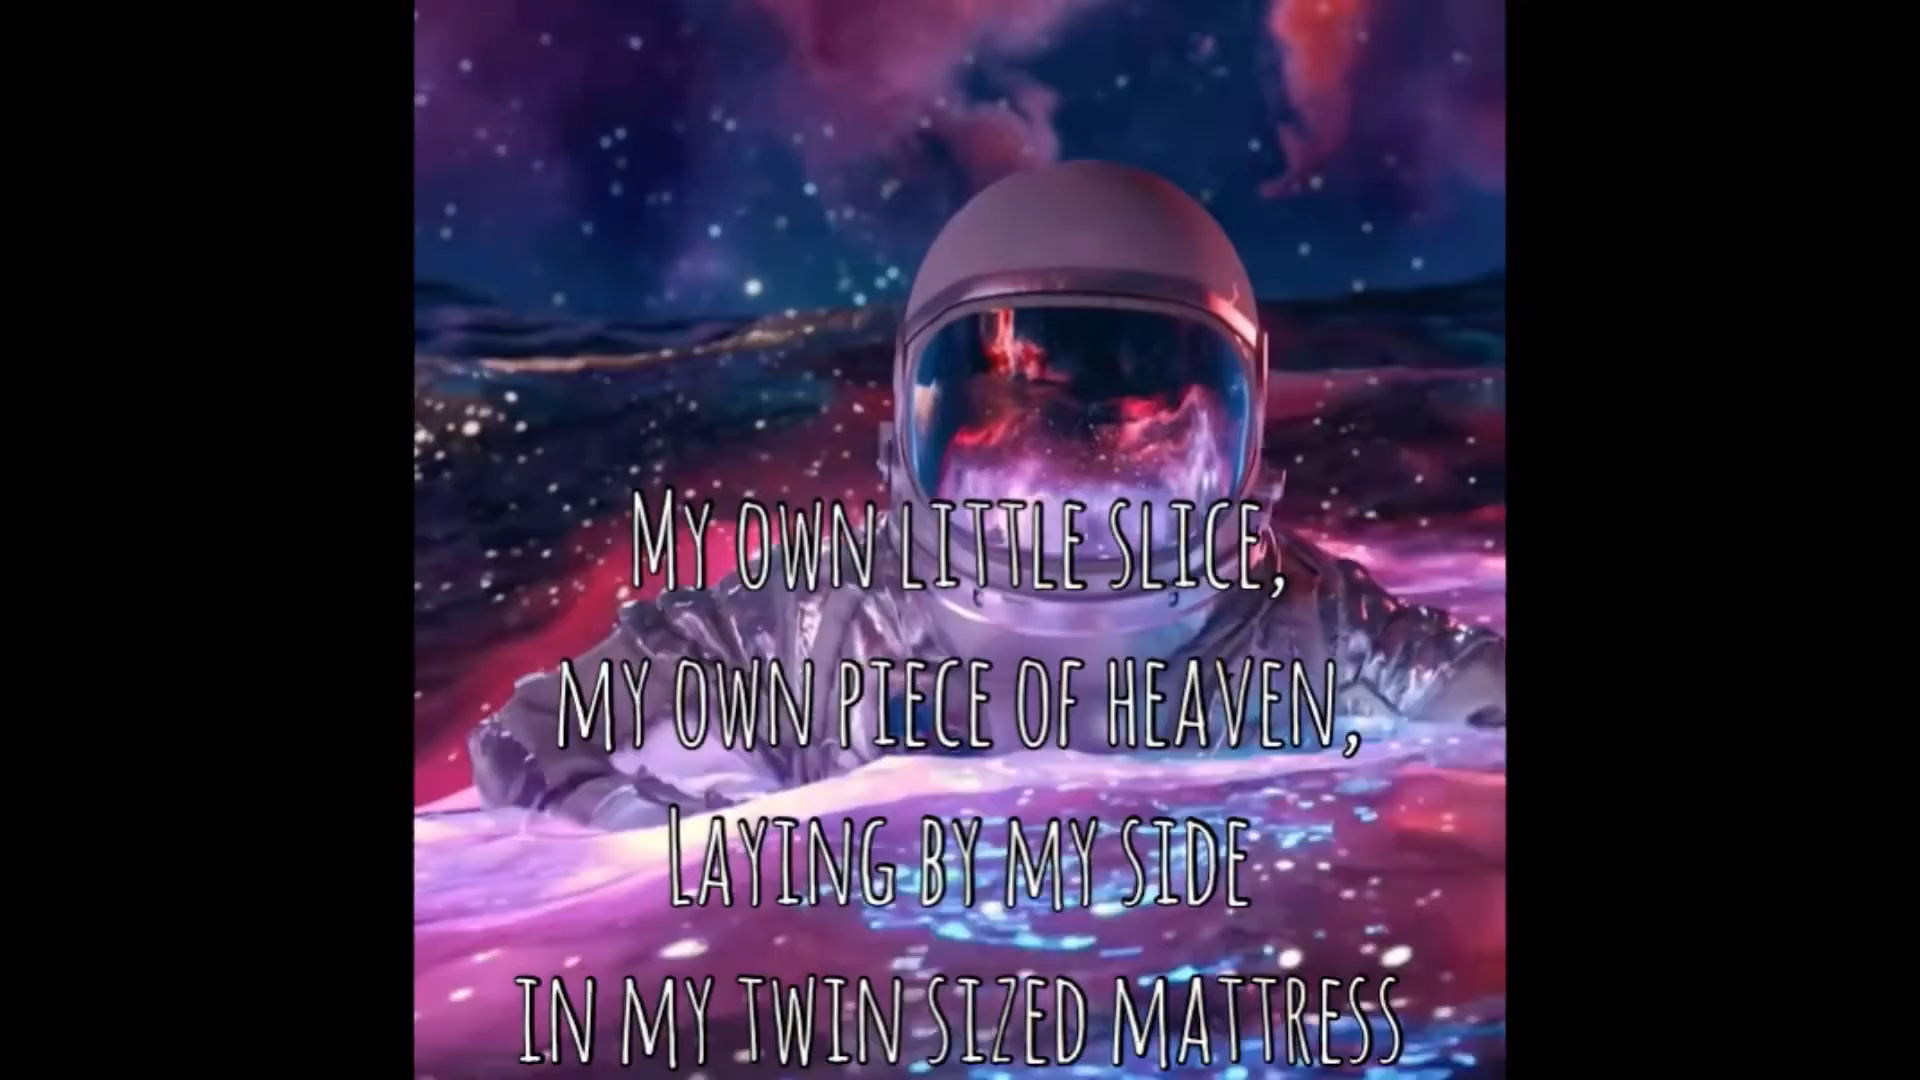 My own little slice,
my own piece of heaven,
Laying by my side
in my twin sized mattress